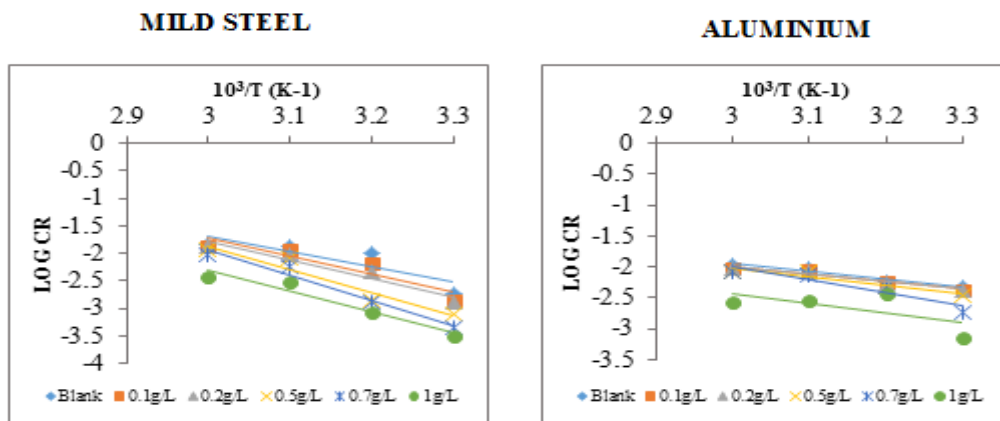 MILD STEEL
10³/T (K-1)
2.9 3 3.1 3.2 3.3
0
-0.5
-1
-1.5
-2
-2.5
-3
-3.5
-4
LOG CR
Blank 0.1g/L 0.2g/L 0.5g/L 0.7g/L 1g/L
ALUMINIUM
10³/T (K-1)
2.9 3 3.1 3.2 3.3
0
-0.5
-1
-1.5
-2
-2.5
-3
-3.5
LOG CR
Blank 0.1g/L 0.2g/L 0.5g/L 0.7g/L 1g/L